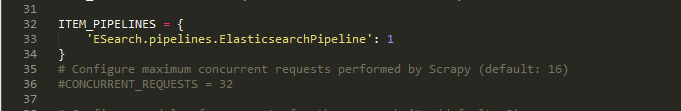 31
32 ITEM_PIPELINES = {
33     'ESearch.pipelines.ElasticsearchPipeline': 1
34 }
35 # Configure maximum concurrent requests performed by Scrapy (default: 16)
36 #CONCURRENT_REQUESTS = 32
37